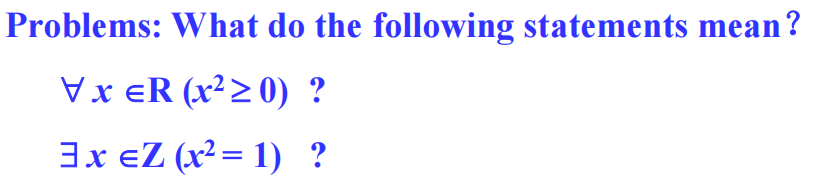 Problems: What do the following statements mean？
∀ x ∈R (x² ≥ 0) ？
∃ x ∈Z (x² = 1) ？